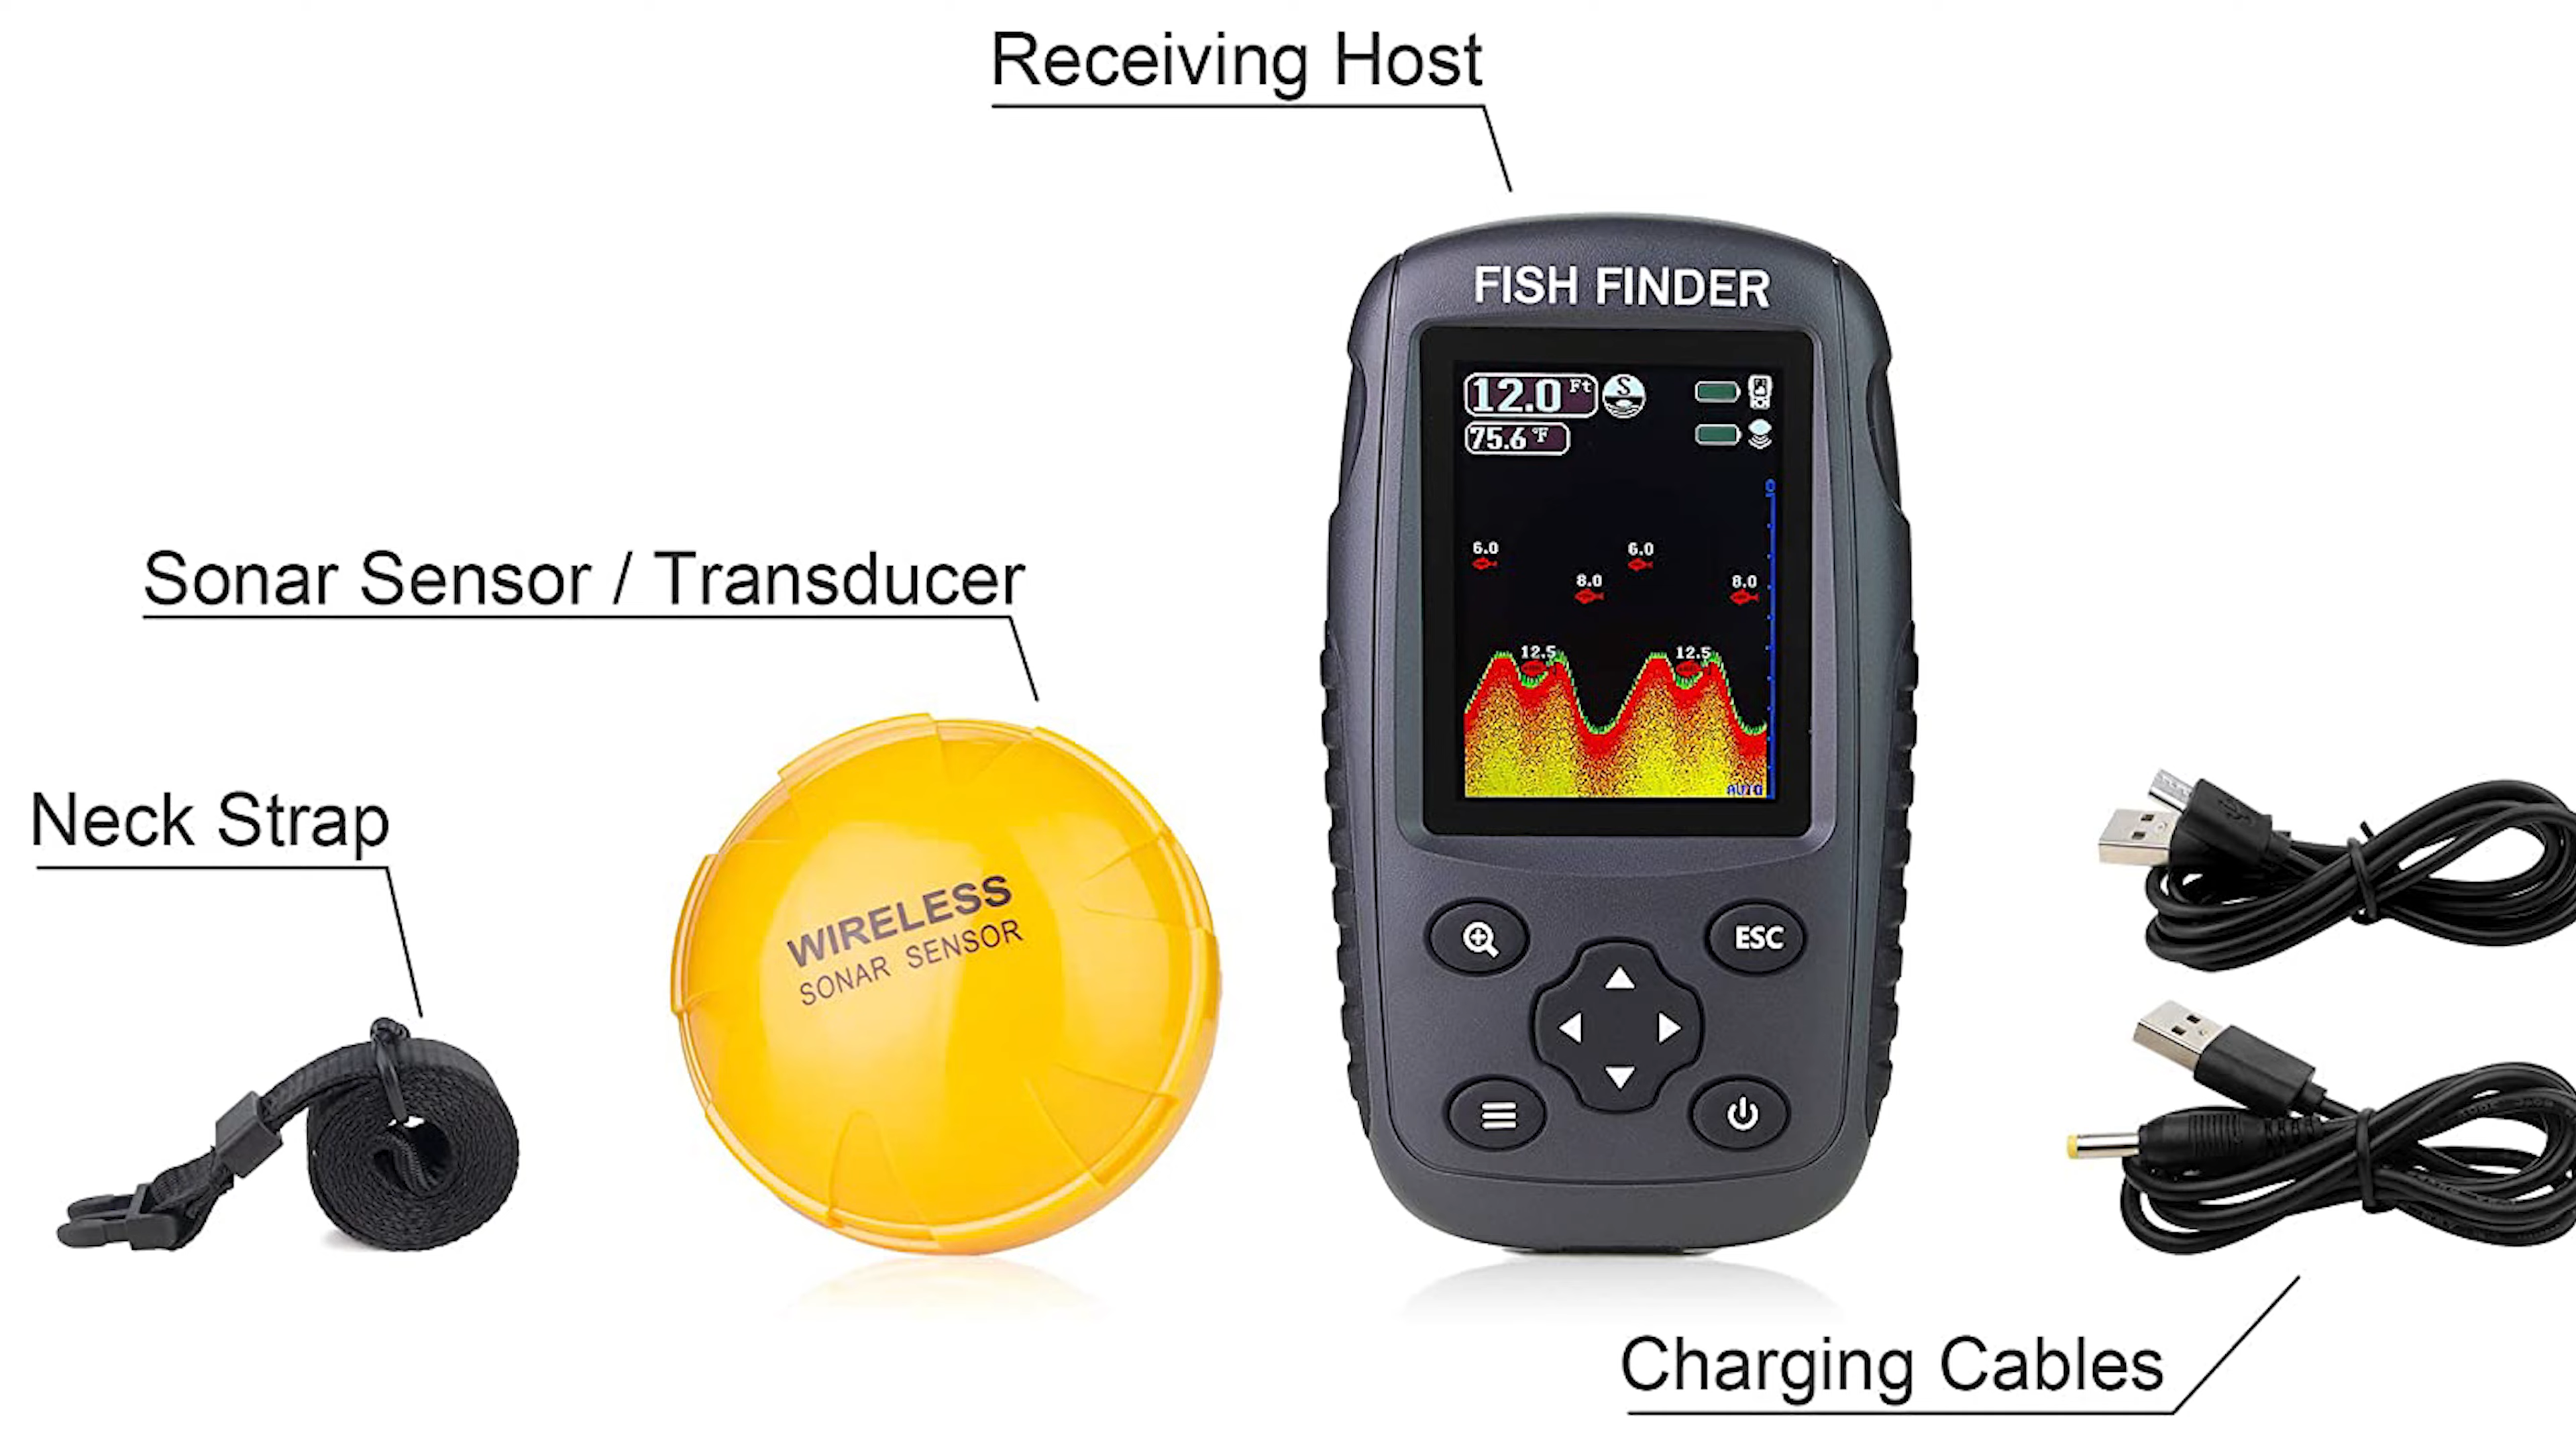 Receiving Host
FISH FINDER
12.0 Ft S
75.6 °F
0
6.0
6.0
8.0
8.0
12.5
12.5
AUTO
Sonar Sensor / Transducer
WIRELESS
SONAR SENSOR
Neck Strap
ESC
Charging Cables